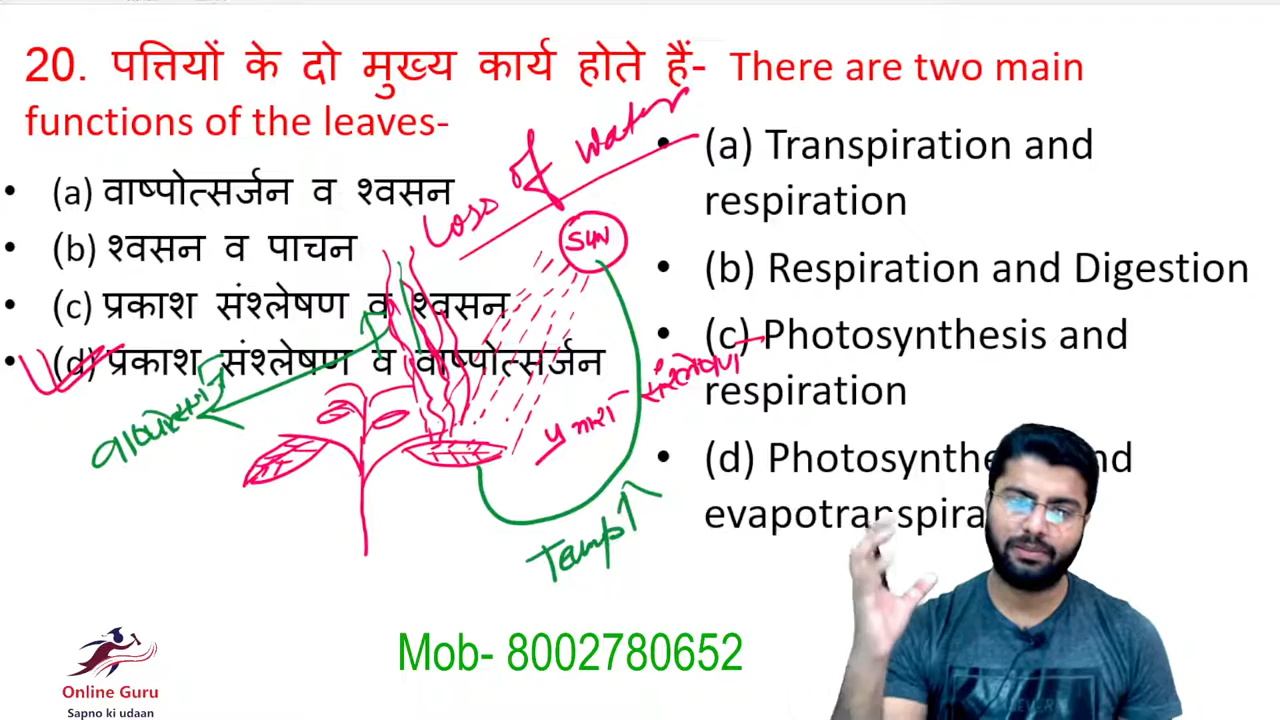 20. पत्तियों के दो मुख्य कार्य होते हैं- There are two main
functions of the leaves-
• (a) वाष्पोत्सर्जन व श्वसन
• (b) श्वसन व पाचन
• (c) प्रकाश संश्लेषण व श्वसन
• (d) प्रकाश संश्लेषण व वाष्पोत्सर्जन
• (a) Transpiration and
respiration
• (b) Respiration and Digestion
• (c) Photosynthesis and
respiration
• (d) Photosynthe nd
evapotranspira
Loss of water
SUN
Temp↑
Mob- 8002780652
Online Guru
Sapno ki udaan